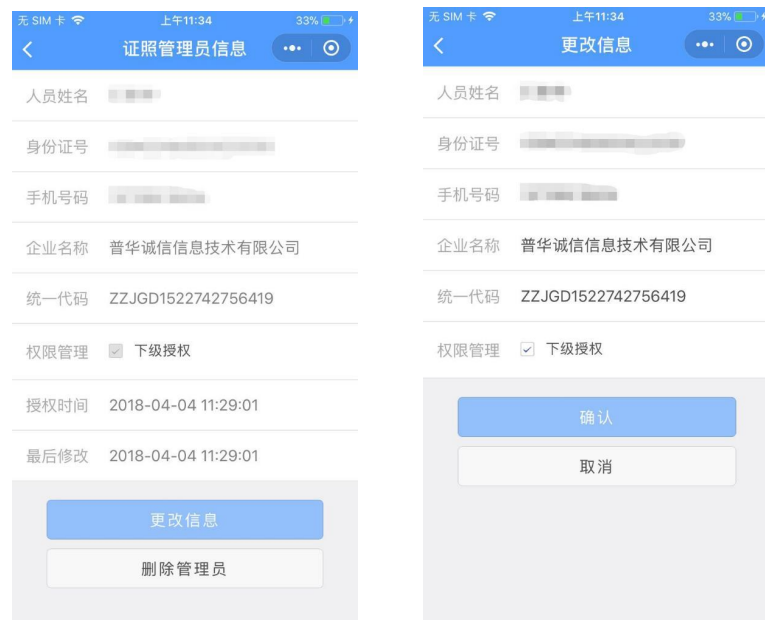 无 SIM 卡 上午11:34 33%
证照管理员信息
人员姓名
身份证号
手机号码
企业名称 普华诚信信息技术有限公司
统一代码 ZZJGD1522742756419
权限管理 下级授权
授权时间 2018-04-04 11:29:01
最后修改 2018-04-04 11:29:01
更改信息
删除管理员
无 SIM 卡 上午11:34 33%
更改信息
人员姓名
身份证号
手机号码
企业名称 普华诚信信息技术有限公司
统一代码 ZZJGD1522742756419
权限管理 下级授权
确认
取消